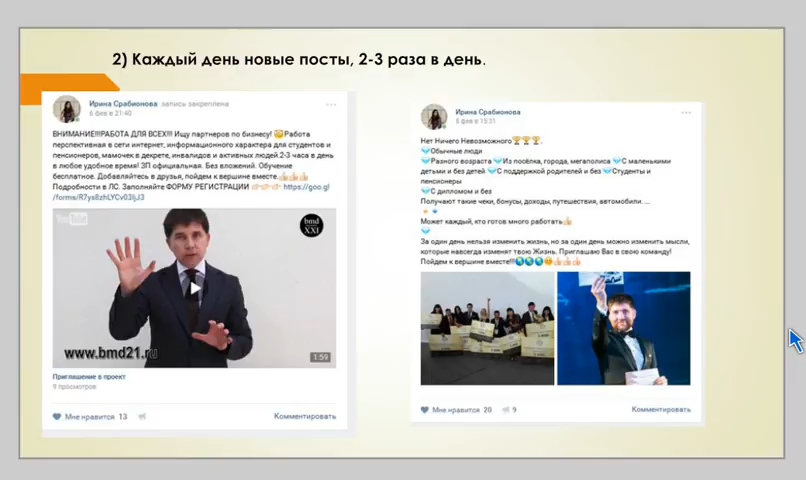 2) Каждый день новые посты, 2-3 раза в день.
Ирина Срабионова запись закреплена
6 фев в 21:40
ВНИМАНИЕ!!!РАБОТА ДЛЯ ВСЕХ!!! Ищу партнеров по бизнесу! Работа
перспективная в сети интернет, информационного характера для студентов и
пенсионеров, мамочек в декрете, инвалидов и активных людей.2-3 часа в день
в любое удобное время! ЗП официальная. Без вложений. Обучение
бесплатное. Добавляйтесь в друзья, пойдем к вершине вместе.👍👍👍
Подробности в ЛС. Заполняйте ФОРМУ РЕГИСТРАЦИИ 👉👉👉 https://goo.gl
/forms/R7ys8zhLYCv03IjJ3
You Tube
bmd
XXI
www.bmd21.ru
1:59
Приглашение в проект
9 просмотров
Мне нравится 13
Комментировать
Ирина Срабионова
6 фев в 15:31
Нет Ничего Невозможного🏆🏆🏆.
Обычные люди
Разного возраста Из посёлка, города, мегаполиса С маленькими
детьми и без детей С поддержкой родителей и без Студенты и
пенсионеры
С дипломом и без
Получают такие чеки, бонусы, доходы, путешествия, автомобили. ...
Может каждый, кто готов много работать👍
За один день нельзя изменить жизнь, но за один день можно изменить мысли,
которые навсегда изменят твою Жизнь. Приглашаю Вас в свою команду!
Пойдем к вершине вместе!!!🌏🌏🌏😊👍👍👍
Мне нравится 20 9
Комментировать